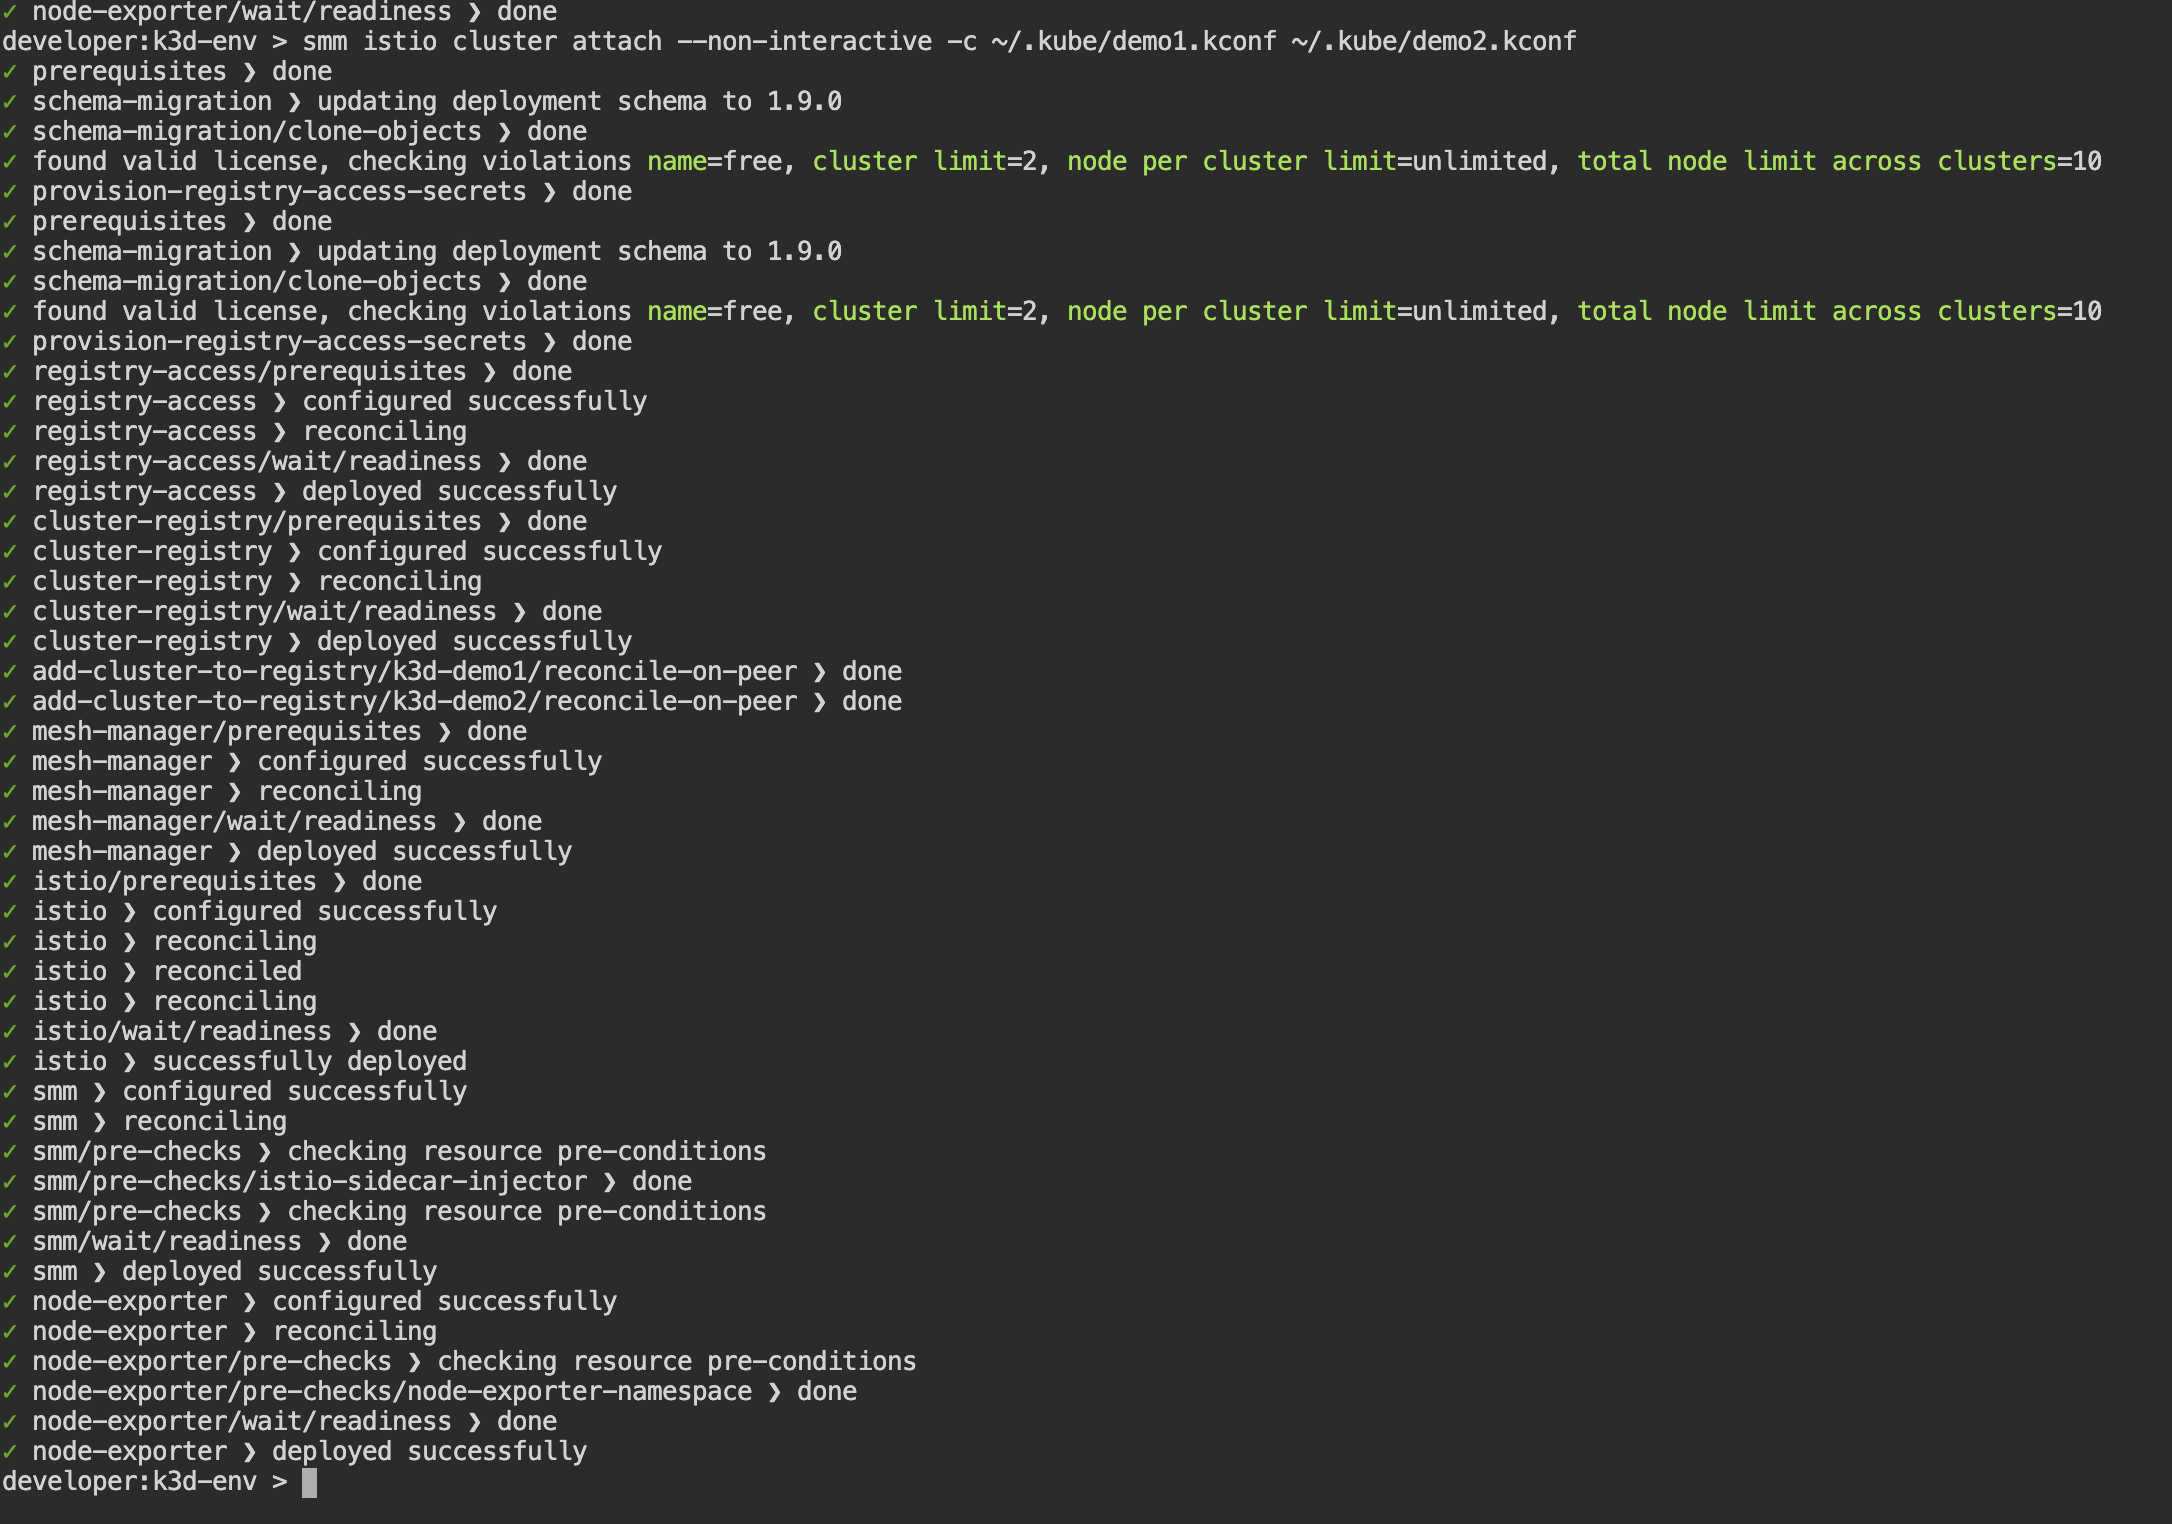 ✓ node-exporter/wait/readiness ❯ done
developer:k3d-env > smm istio cluster attach --non-interactive -c ~/.kube/demo1.kconf ~/.kube/demo2.kconf
✓ prerequisites ❯ done
✓ schema-migration ❯ updating deployment schema to 1.9.0
✓ schema-migration/clone-objects ❯ done
✓ found valid license, checking violations name=free, cluster limit=2, node per cluster limit=unlimited, total node limit across clusters=10
✓ provision-registry-access-secrets ❯ done
✓ prerequisites ❯ done
✓ schema-migration ❯ updating deployment schema to 1.9.0
✓ schema-migration/clone-objects ❯ done
✓ found valid license, checking violations name=free, cluster limit=2, node per cluster limit=unlimited, total node limit across clusters=10
✓ provision-registry-access-secrets ❯ done
✓ registry-access/prerequisites ❯ done
✓ registry-access ❯ configured successfully
✓ registry-access ❯ reconciling
✓ registry-access/wait/readiness ❯ done
✓ registry-access ❯ deployed successfully
✓ cluster-registry/prerequisites ❯ done
✓ cluster-registry ❯ configured successfully
✓ cluster-registry ❯ reconciling
✓ cluster-registry/wait/readiness ❯ done
✓ cluster-registry ❯ deployed successfully
✓ add-cluster-to-registry/k3d-demo1/reconcile-on-peer ❯ done
✓ add-cluster-to-registry/k3d-demo2/reconcile-on-peer ❯ done
✓ mesh-manager/prerequisites ❯ done
✓ mesh-manager ❯ configured successfully
✓ mesh-manager ❯ reconciling
✓ mesh-manager/wait/readiness ❯ done
✓ mesh-manager ❯ deployed successfully
✓ istio/prerequisites ❯ done
✓ istio ❯ configured successfully
✓ istio ❯ reconciling
✓ istio ❯ reconciled
✓ istio ❯ reconciling
✓ istio/wait/readiness ❯ done
✓ istio ❯ successfully deployed
✓ smm ❯ configured successfully
✓ smm ❯ reconciling
✓ smm/pre-checks ❯ checking resource pre-conditions
✓ smm/pre-checks/istio-sidecar-injector ❯ done
✓ smm/pre-checks ❯ checking resource pre-conditions
✓ smm/wait/readiness ❯ done
✓ smm ❯ deployed successfully
✓ node-exporter ❯ configured successfully
✓ node-exporter ❯ reconciling
✓ node-exporter/pre-checks ❯ checking resource pre-conditions
✓ node-exporter/pre-checks/node-exporter-namespace ❯ done
✓ node-exporter/wait/readiness ❯ done
✓ node-exporter ❯ deployed successfully
developer:k3d-env >